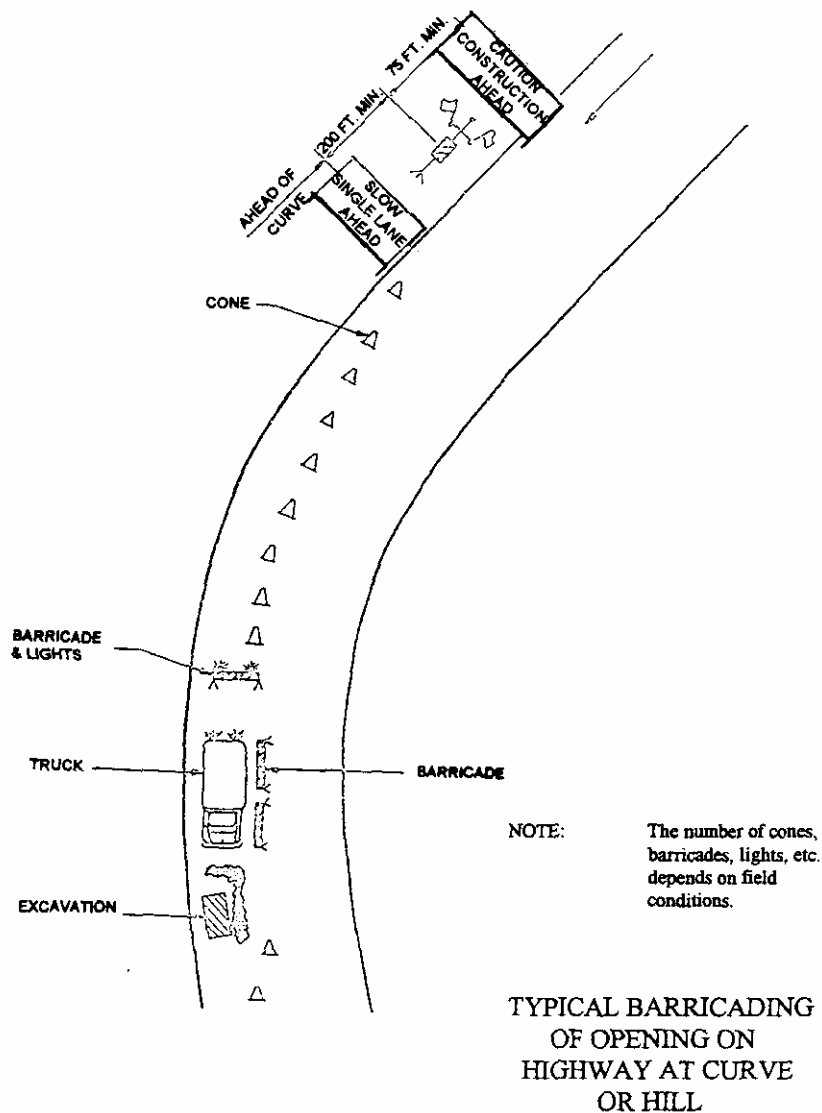 75 FT. MIN.
CAUTION
CONSTRUCTION
AHEAD
200 FT. MIN.
AHEAD OF
CURVE
SLOW
SINGLE LANE
AHEAD
CONE
BARRICADE
& LIGHTS
TRUCK
BARRICADE
NOTE: The number of cones,
barricades, lights, etc.
depends on field
conditions.
EXCAVATION
TYPICAL BARRICADING
OF OPENING ON
HIGHWAY AT CURVE
OR HILL